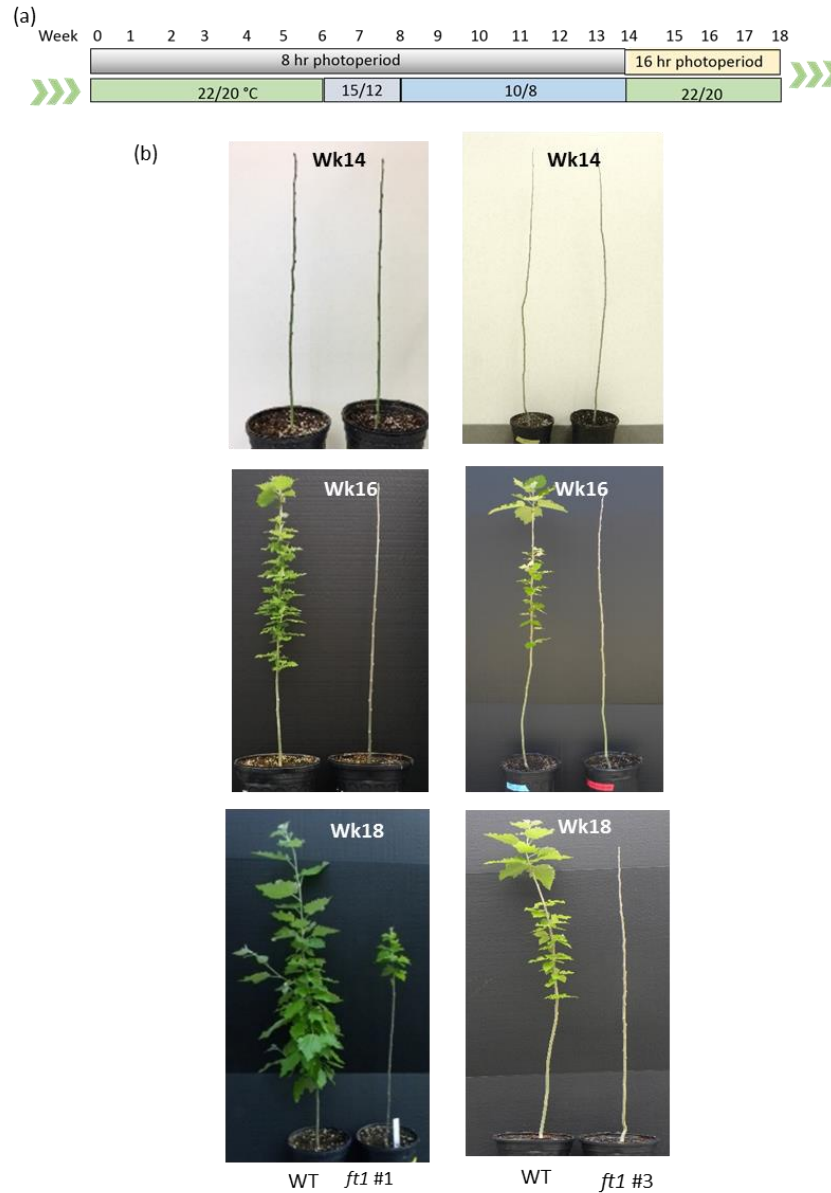 (a)
Week 0 1 2 3 4 5 6 7 8 9 10 11 12 13 14 15 16 17 18
8 hr photoperiod 16 hr photoperiod
22/20 °C 15/12 10/8 22/20
(b)
Wk14 Wk14
Wk16 Wk16
Wk18 Wk18
WT ft1 #1 WT ft1 #3